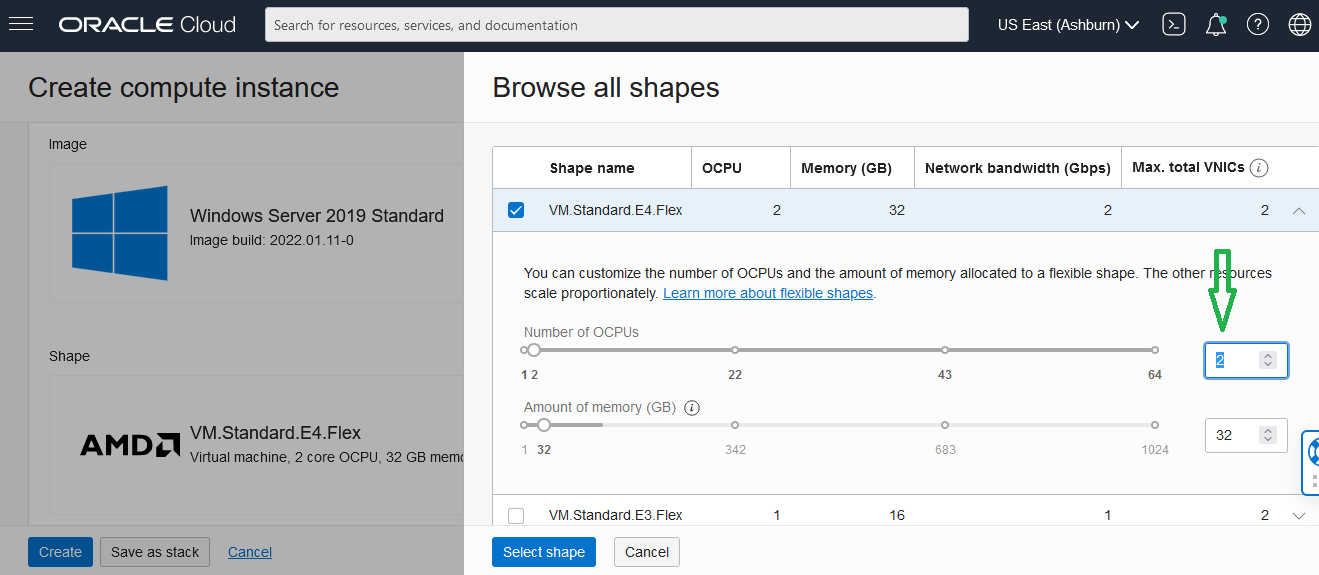 ORACLE Cloud
Search for resources, services, and documentation
US East (Ashburn)
Create compute instance
Image
Windows Server 2019 Standard
Image build: 2022.01.11-0
Shape
AMD
VM.Standard.E4.Flex
Virtual machine, 2 core OCPU, 32 GB memo
Create
Save as stack
Cancel
Browse all shapes
Shape name OCPU Memory (GB) Network bandwidth (Gbps) Max. total VNICs i
VM.Standard.E4.Flex 2 32 2 2
You can customize the number of OCPUs and the amount of memory allocated to a flexible shape. The other resources
scale proportionately. Learn more about flexible shapes.
Number of OCPUs
1 2 22 43 64
2
Amount of memory (GB) i
1 32 342 683 1024
32
VM.Standard.E3.Flex 1 16 1 2
Select shape
Cancel